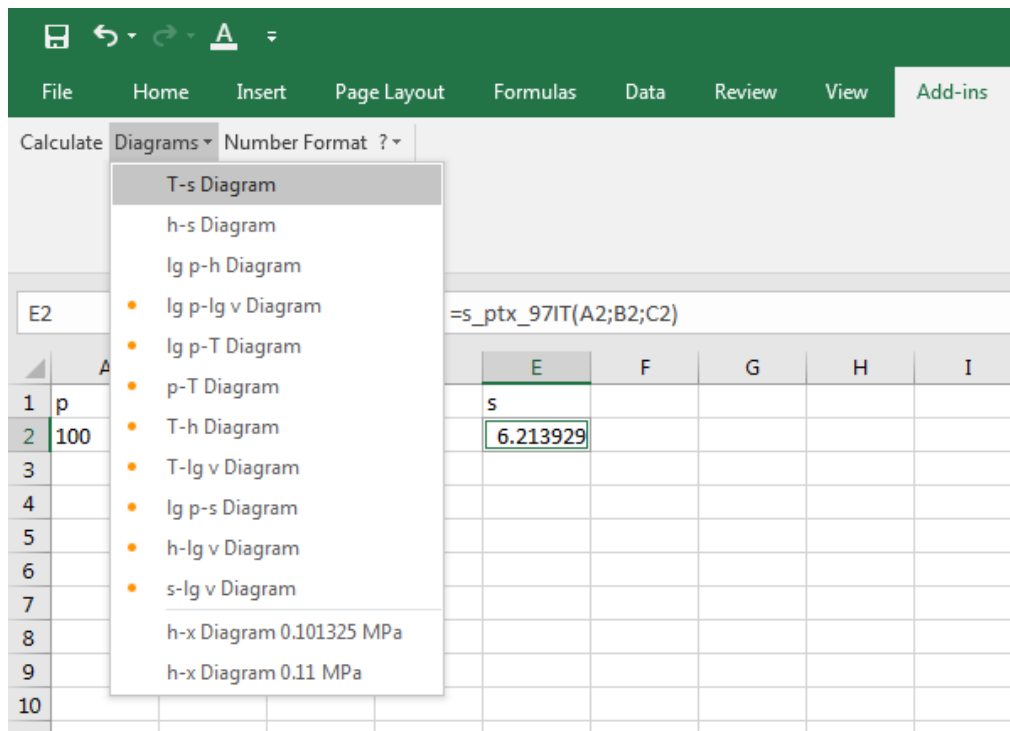 A
File Home Insert Page Layout Formulas Data Review View Add-ins
Calculate Diagrams Number Format ?
T-s Diagram
h-s Diagram
lg p-h Diagram
lg p-lg v Diagram
lg p-T Diagram
p-T Diagram
T-h Diagram
T-lg v Diagram
lg p-s Diagram
h-lg v Diagram
s-lg v Diagram
h-x Diagram 0.101325 MPa
h-x Diagram 0.11 MPa
E2 =s_ptx_97IT(A2;B2;C2)
A E F G H I
1 p s
2 100 6.213929
3
4
5
6
7
8
9
10